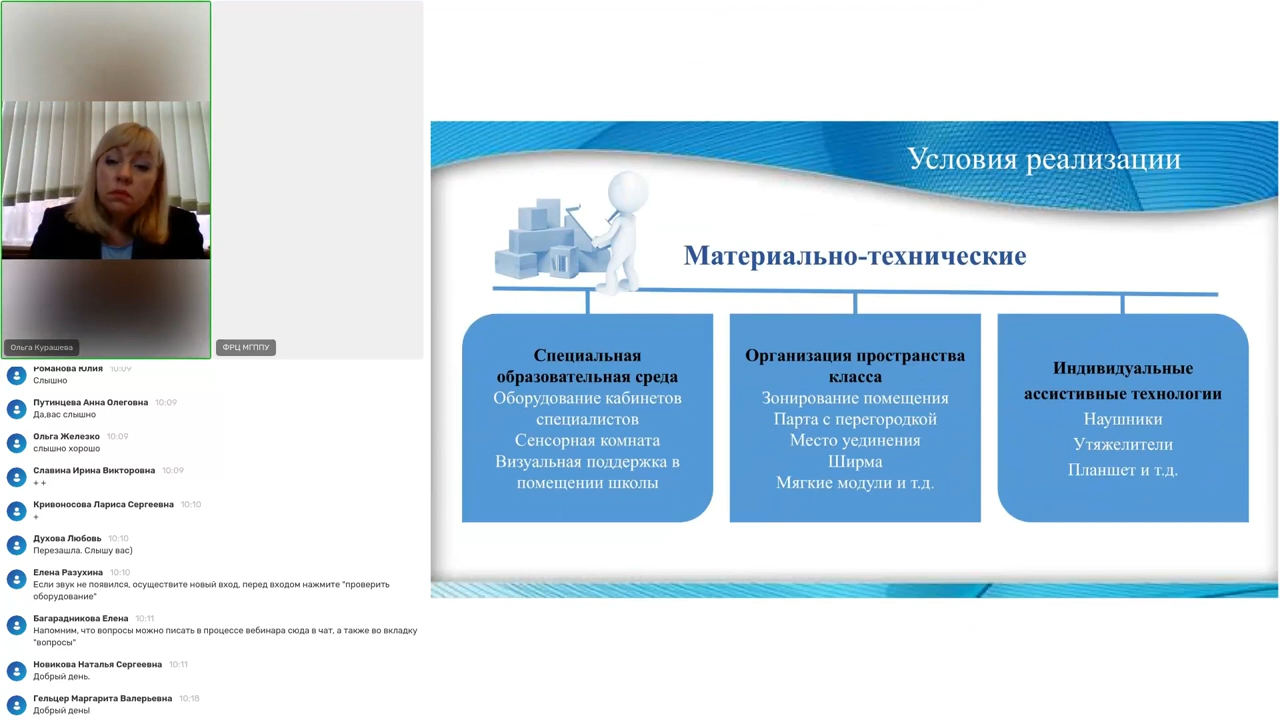 Ольга Курашева
ФРЦ МГППУ
Романова Юлия 10:09
Слышно
Путинцева Анна Олеговна 10:09
Да,вас слышно
Ольга Железко 10:09
слышно хорошо
Славина Ирина Викторовна 10:09
+ +
Кривоносова Лариса Сергеевна 10:10
+
Духова Любовь 10:10
Перезашла. Слышу вас)
Елена Разухина 10:10
Если звук не появился, осуществите новый вход, перед входом нажмите "проверить
оборудование"
Багарадникова Елена 10:11
Напомним, что вопросы можно писать в процессе вебинара сюда в чат, а также во вкладку
"вопросы"
Новикова Наталья Сергеевна 10:11
Добрый день.
Гельцер Маргарита Валерьевна 10:18
Добрый день!
Условия реализации
Материально-технические
Специальная
образовательная среда
Оборудование кабинетов
специалистов
Сенсорная комната
Визуальная поддержка в
помещении школы
Организация пространства
класса
Зонирование помещения
Парта с перегородкой
Место уединения
Ширма
Мягкие модули и т.д.
Индивидуальные
ассистивные технологии
Наушники
Утяжелители
Планшет и т.д.